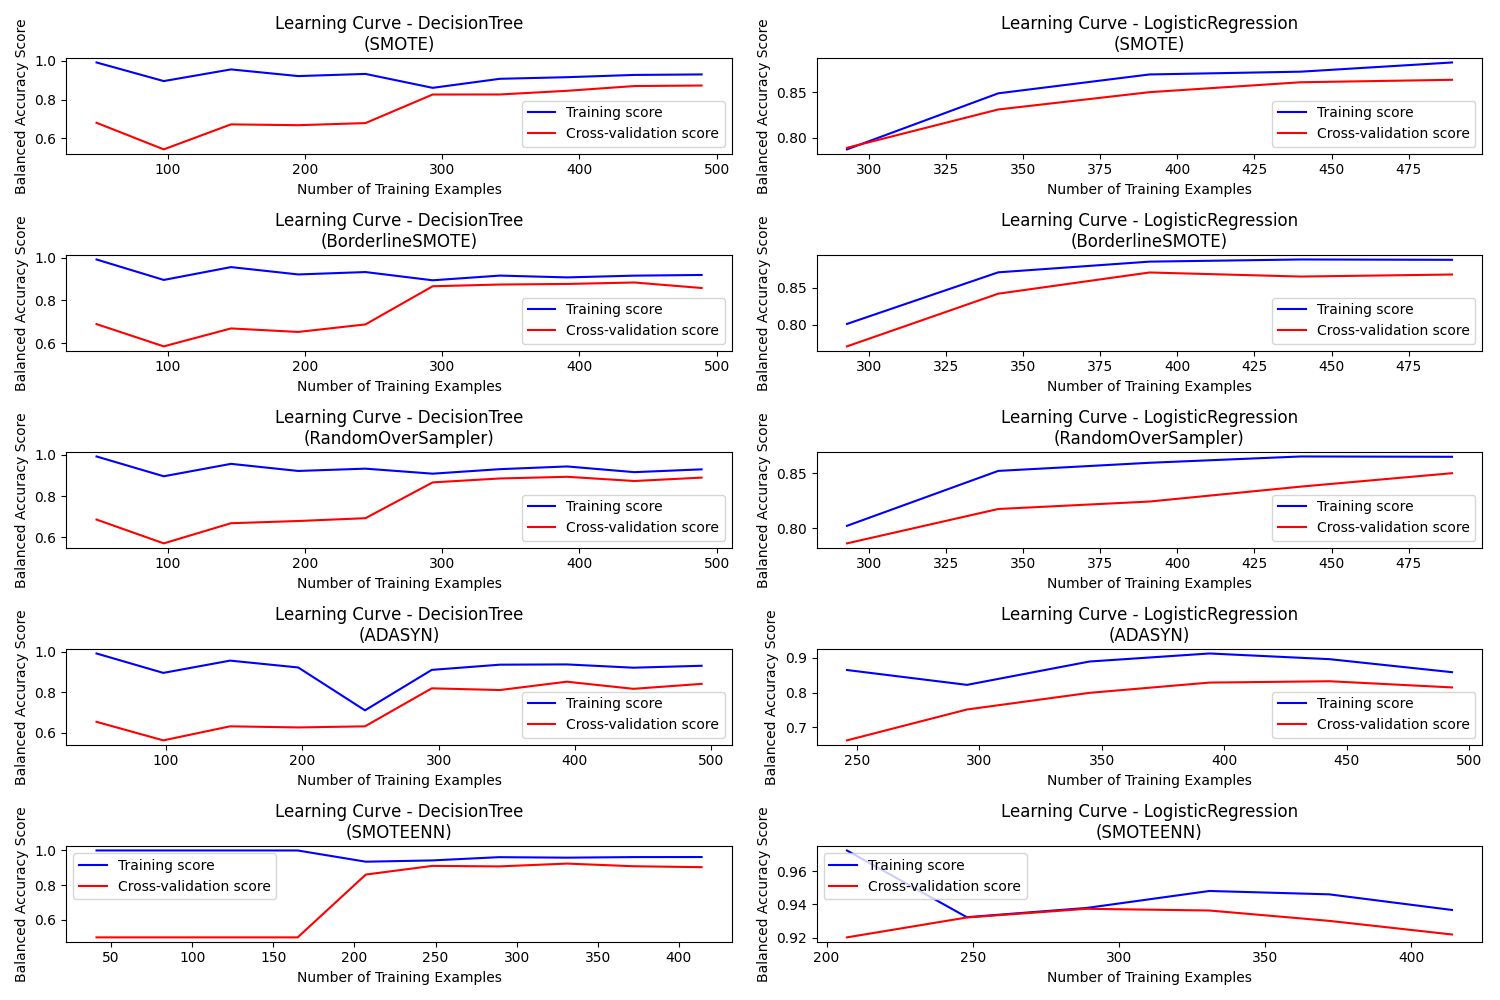 Learning Curve - DecisionTree
(SMOTE)
Balanced Accuracy Score
1.0
0.8
0.6
Training score
Cross-validation score
100 200 300 400 500
Number of Training Examples
Learning Curve - LogisticRegression
(SMOTE)
Balanced Accuracy Score
0.85
0.80
Training score
Cross-validation score
300 325 350 375 400 425 450 475
Number of Training Examples
Learning Curve - DecisionTree
(BorderlineSMOTE)
Balanced Accuracy Score
1.0
0.8
0.6
Training score
Cross-validation score
100 200 300 400 500
Number of Training Examples
Learning Curve - LogisticRegression
(BorderlineSMOTE)
Balanced Accuracy Score
0.85
0.80
Training score
Cross-validation score
300 325 350 375 400 425 450 475
Number of Training Examples
Learning Curve - DecisionTree
(RandomOverSampler)
Balanced Accuracy Score
1.0
0.8
0.6
Training score
Cross-validation score
100 200 300 400 500
Number of Training Examples
Learning Curve - LogisticRegression
(RandomOverSampler)
Balanced Accuracy Score
0.85
0.80
Training score
Cross-validation score
300 325 350 375 400 425 450 475
Number of Training Examples
Learning Curve - DecisionTree
(ADASYN)
Balanced Accuracy Score
1.0
0.8
0.6
Training score
Cross-validation score
100 200 300 400 500
Number of Training Examples
Learning Curve - LogisticRegression
(ADASYN)
Balanced Accuracy Score
0.9
0.8
0.7
Training score
Cross-validation score
250 300 350 400 450 500
Number of Training Examples
Learning Curve - DecisionTree
(SMOTEENN)
Balanced Accuracy Score
1.0
0.8
0.6
Training score
Cross-validation score
50 100 150 200 250 300 350 400
Number of Training Examples
Learning Curve - LogisticRegression
(SMOTEENN)
Balanced Accuracy Score
0.96
0.94
0.92
Training score
Cross-validation score
200 250 300 350 400
Number of Training Examples